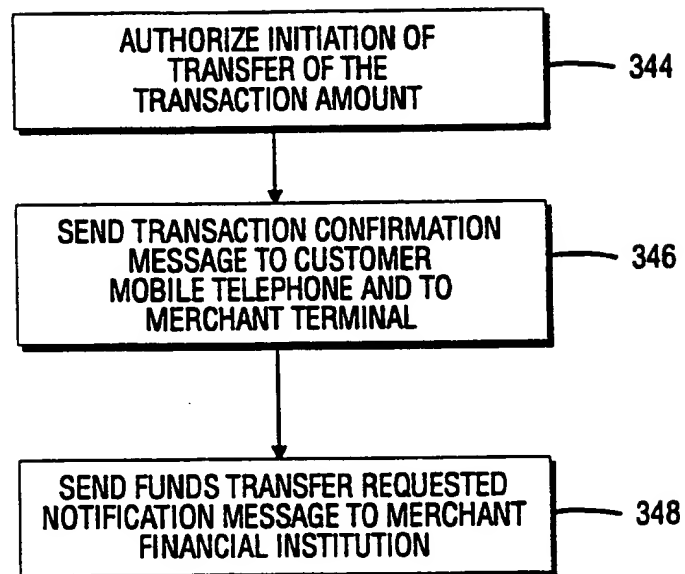 AUTHORIZE INITIATION OF
TRANSFER OF THE
TRANSACTION AMOUNT
344
SEND TRANSACTION CONFIRMATION
MESSAGE TO CUSTOMER
MOBILE TELEPHONE AND TO
MERCHANT TERMINAL
346
SEND FUNDS TRANSFER REQUESTED
NOTIFICATION MESSAGE TO MERCHANT
FINANCIAL INSTITUTION
348